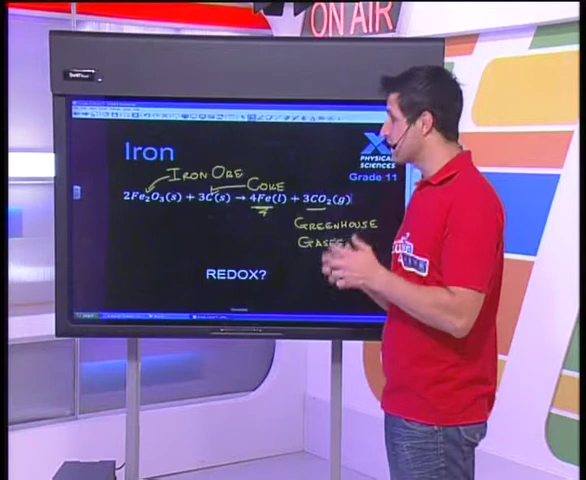 ON AIR
Iron
PHYSICAL
SCIENCES
Grade 11
IRON ORE
COKE
2Fe₂O₃(s) + 3C(s) → 4Fe(l) + 3CO₂(g)
GREENHOUSE
GASES
REDOX?